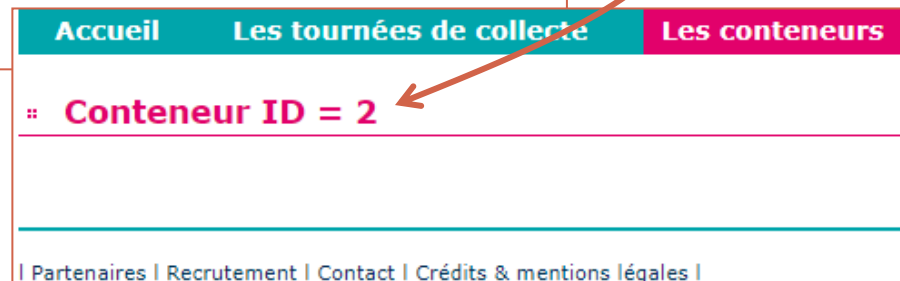 Accueil Les tournées de collecte Les conteneurs
Conteneur ID = 2
| Partenaires | Recrutement | Contact | Crédits & mentions légales |